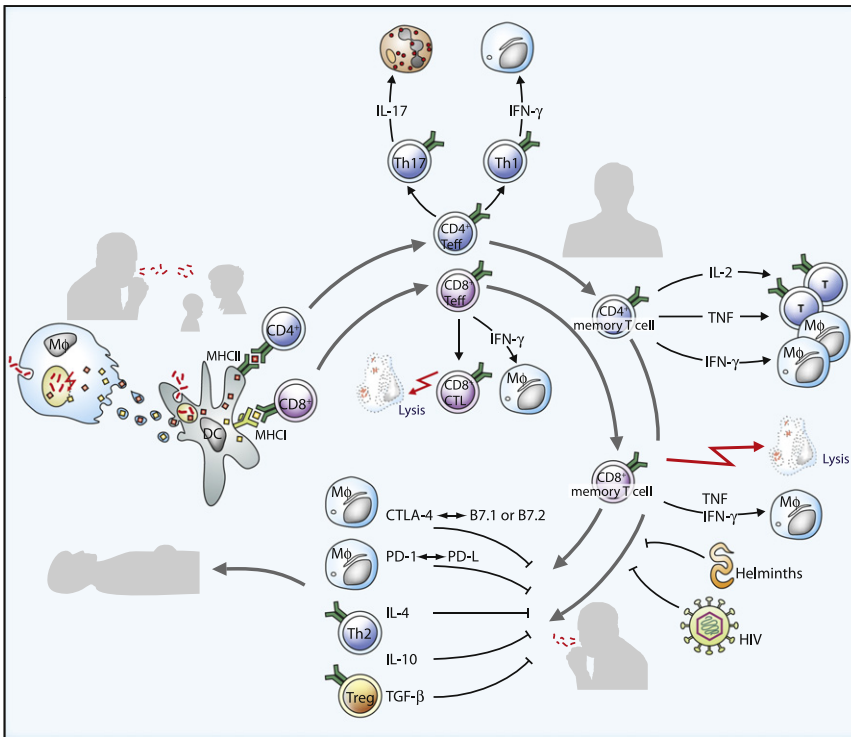 IL-17
IFN-γ
Th17
Th1
CD4⁺
Teff
CD8⁺
Teff
IL-2
T
T
CD4⁺
memory T cell
TNF
Mϕ
IFN-γ
Mϕ
Mϕ
MHCII
CD4⁺
IFN-γ
CD8⁺
CTL
Mϕ
Lysis
CD8⁺
DC
MHCI
Lysis
CD8⁺
memory T cell
TNF
IFN-γ
Mϕ
Mϕ
CTLA-4
B7.1 or B7.2
Mϕ
PD-1
PD-L
Helminths
IL-4
Th2
HIV
IL-10
Treg
TGF-β